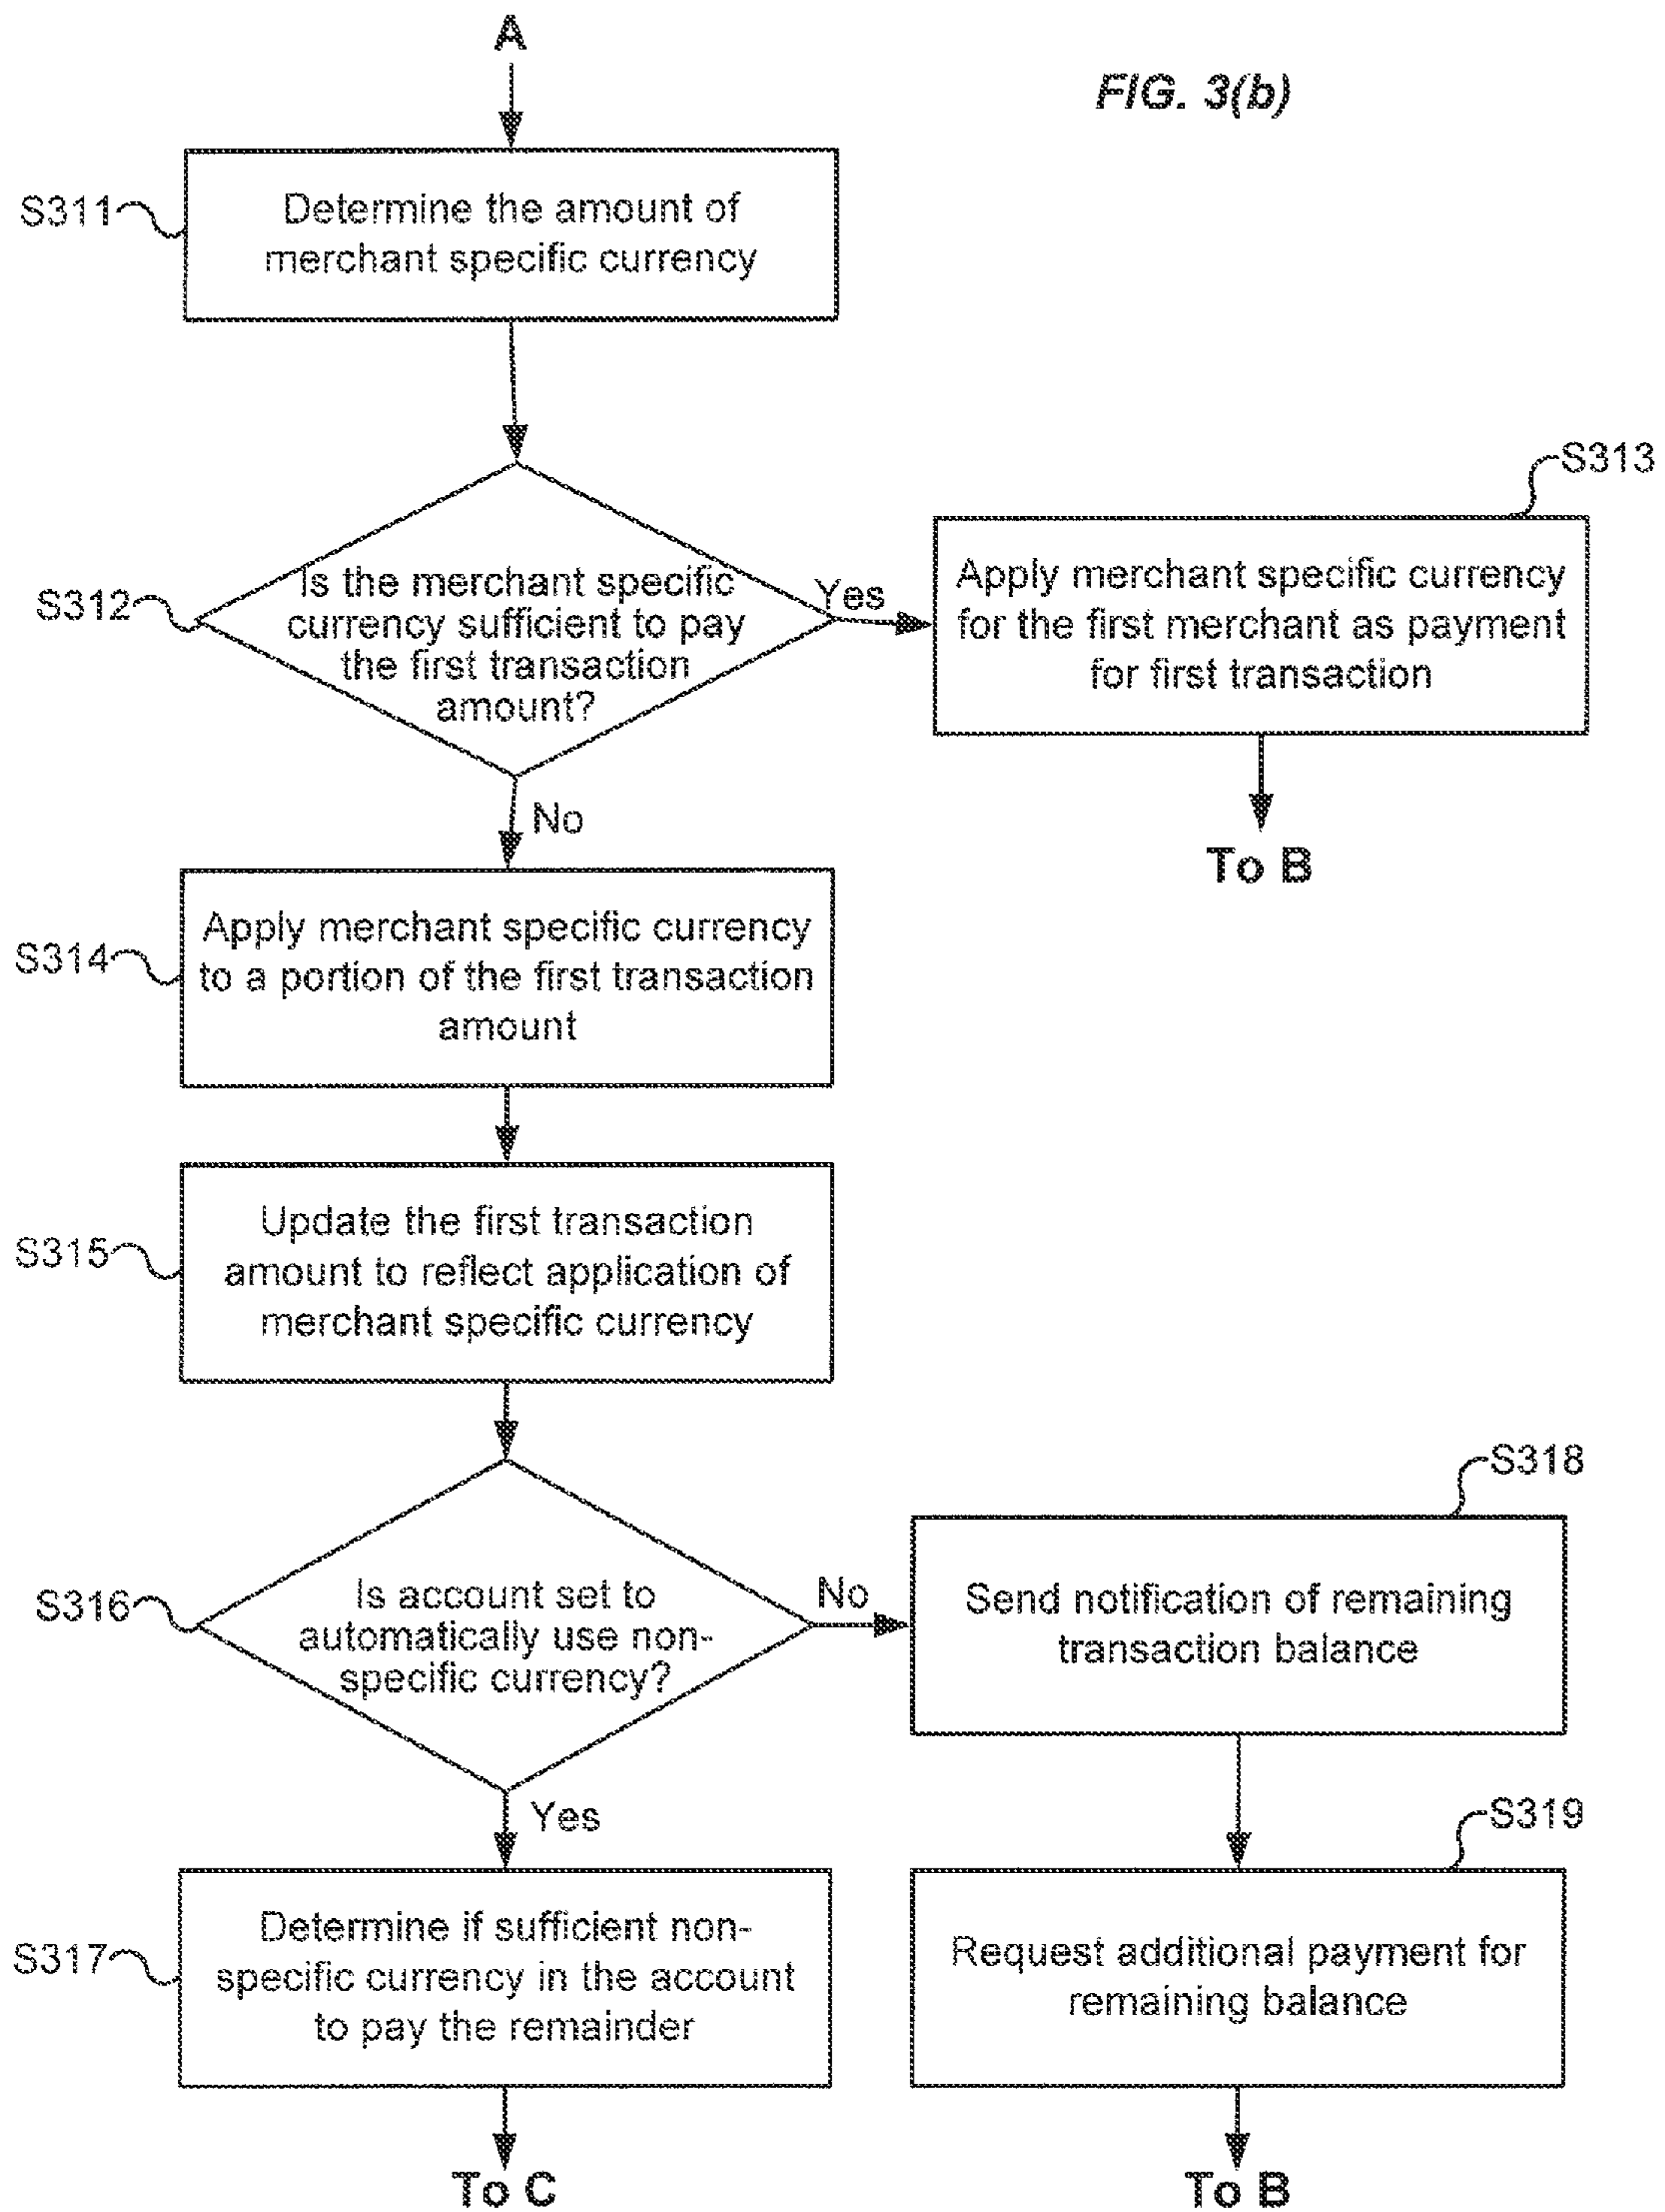 A
FIG. 3(b)
S311
Determine the amount of
merchant specific currency
S312
Is the merchant specific
currency sufficient to pay
the first transaction
amount?
Yes
S313
Apply merchant specific currency
for the first merchant as payment
for first transaction
To B
No
S314
Apply merchant specific currency
to a portion of the first transaction
amount
S315
Update the first transaction
amount to reflect application of
merchant specific currency
S316
Is account set to
automatically use non-
specific currency?
No
S318
Send notification of remaining
transaction balance
Yes
S317
Determine if sufficient non-
specific currency in the account
to pay the remainder
To C
S319
Request additional payment for
remaining balance
To B